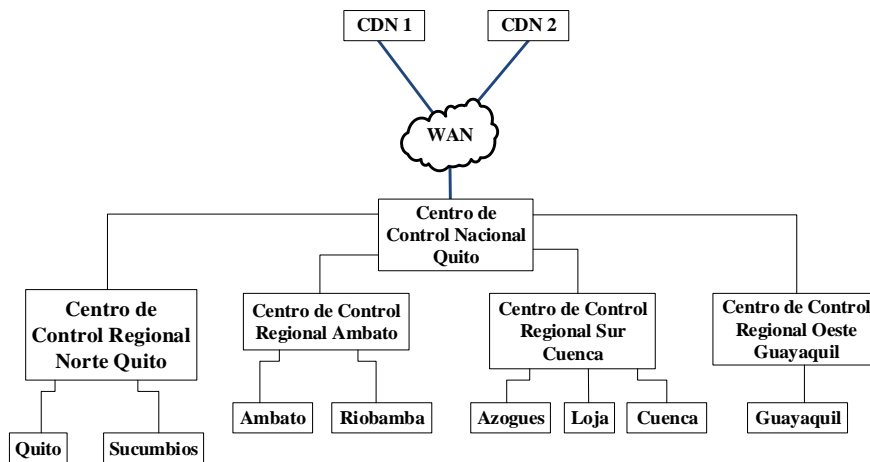 CDN 1
CDN 2
WAN
Centro de
Control Nacional
Quito
Centro de
Control Regional
Norte Quito
Centro de Control
Regional Ambato
Centro de Control
Regional Sur
Cuenca
Centro de Control
Regional Oeste
Guayaquil
Quito
Sucumbios
Ambato
Riobamba
Azogues
Loja
Cuenca
Guayaquil